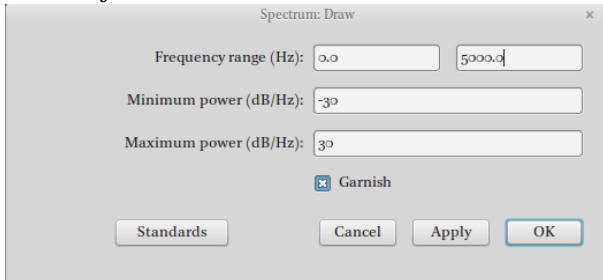 Spectrum: Draw ×
Frequency range (Hz): 0.0 5000.0
Minimum power (dB/Hz): -30
Maximum power (dB/Hz): 30
Garnish
Standards Cancel Apply OK